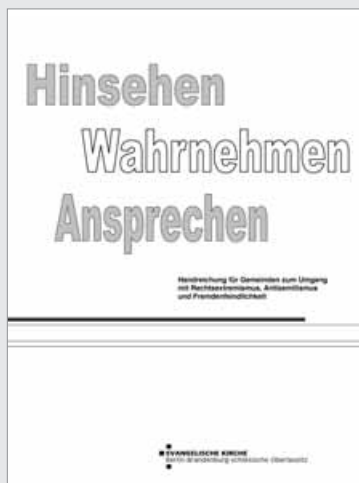 Hinsehen
Wahrnehmen
Ansprechen
Handreichung für Gemeinden zum Umgang
mit Rechtsextremismus, Antisemitismus
und Fremdenfeindlichkeit
EVANGELISCHE KIRCHE
Berlin-Brandenburg-schlesische Oberlausitz